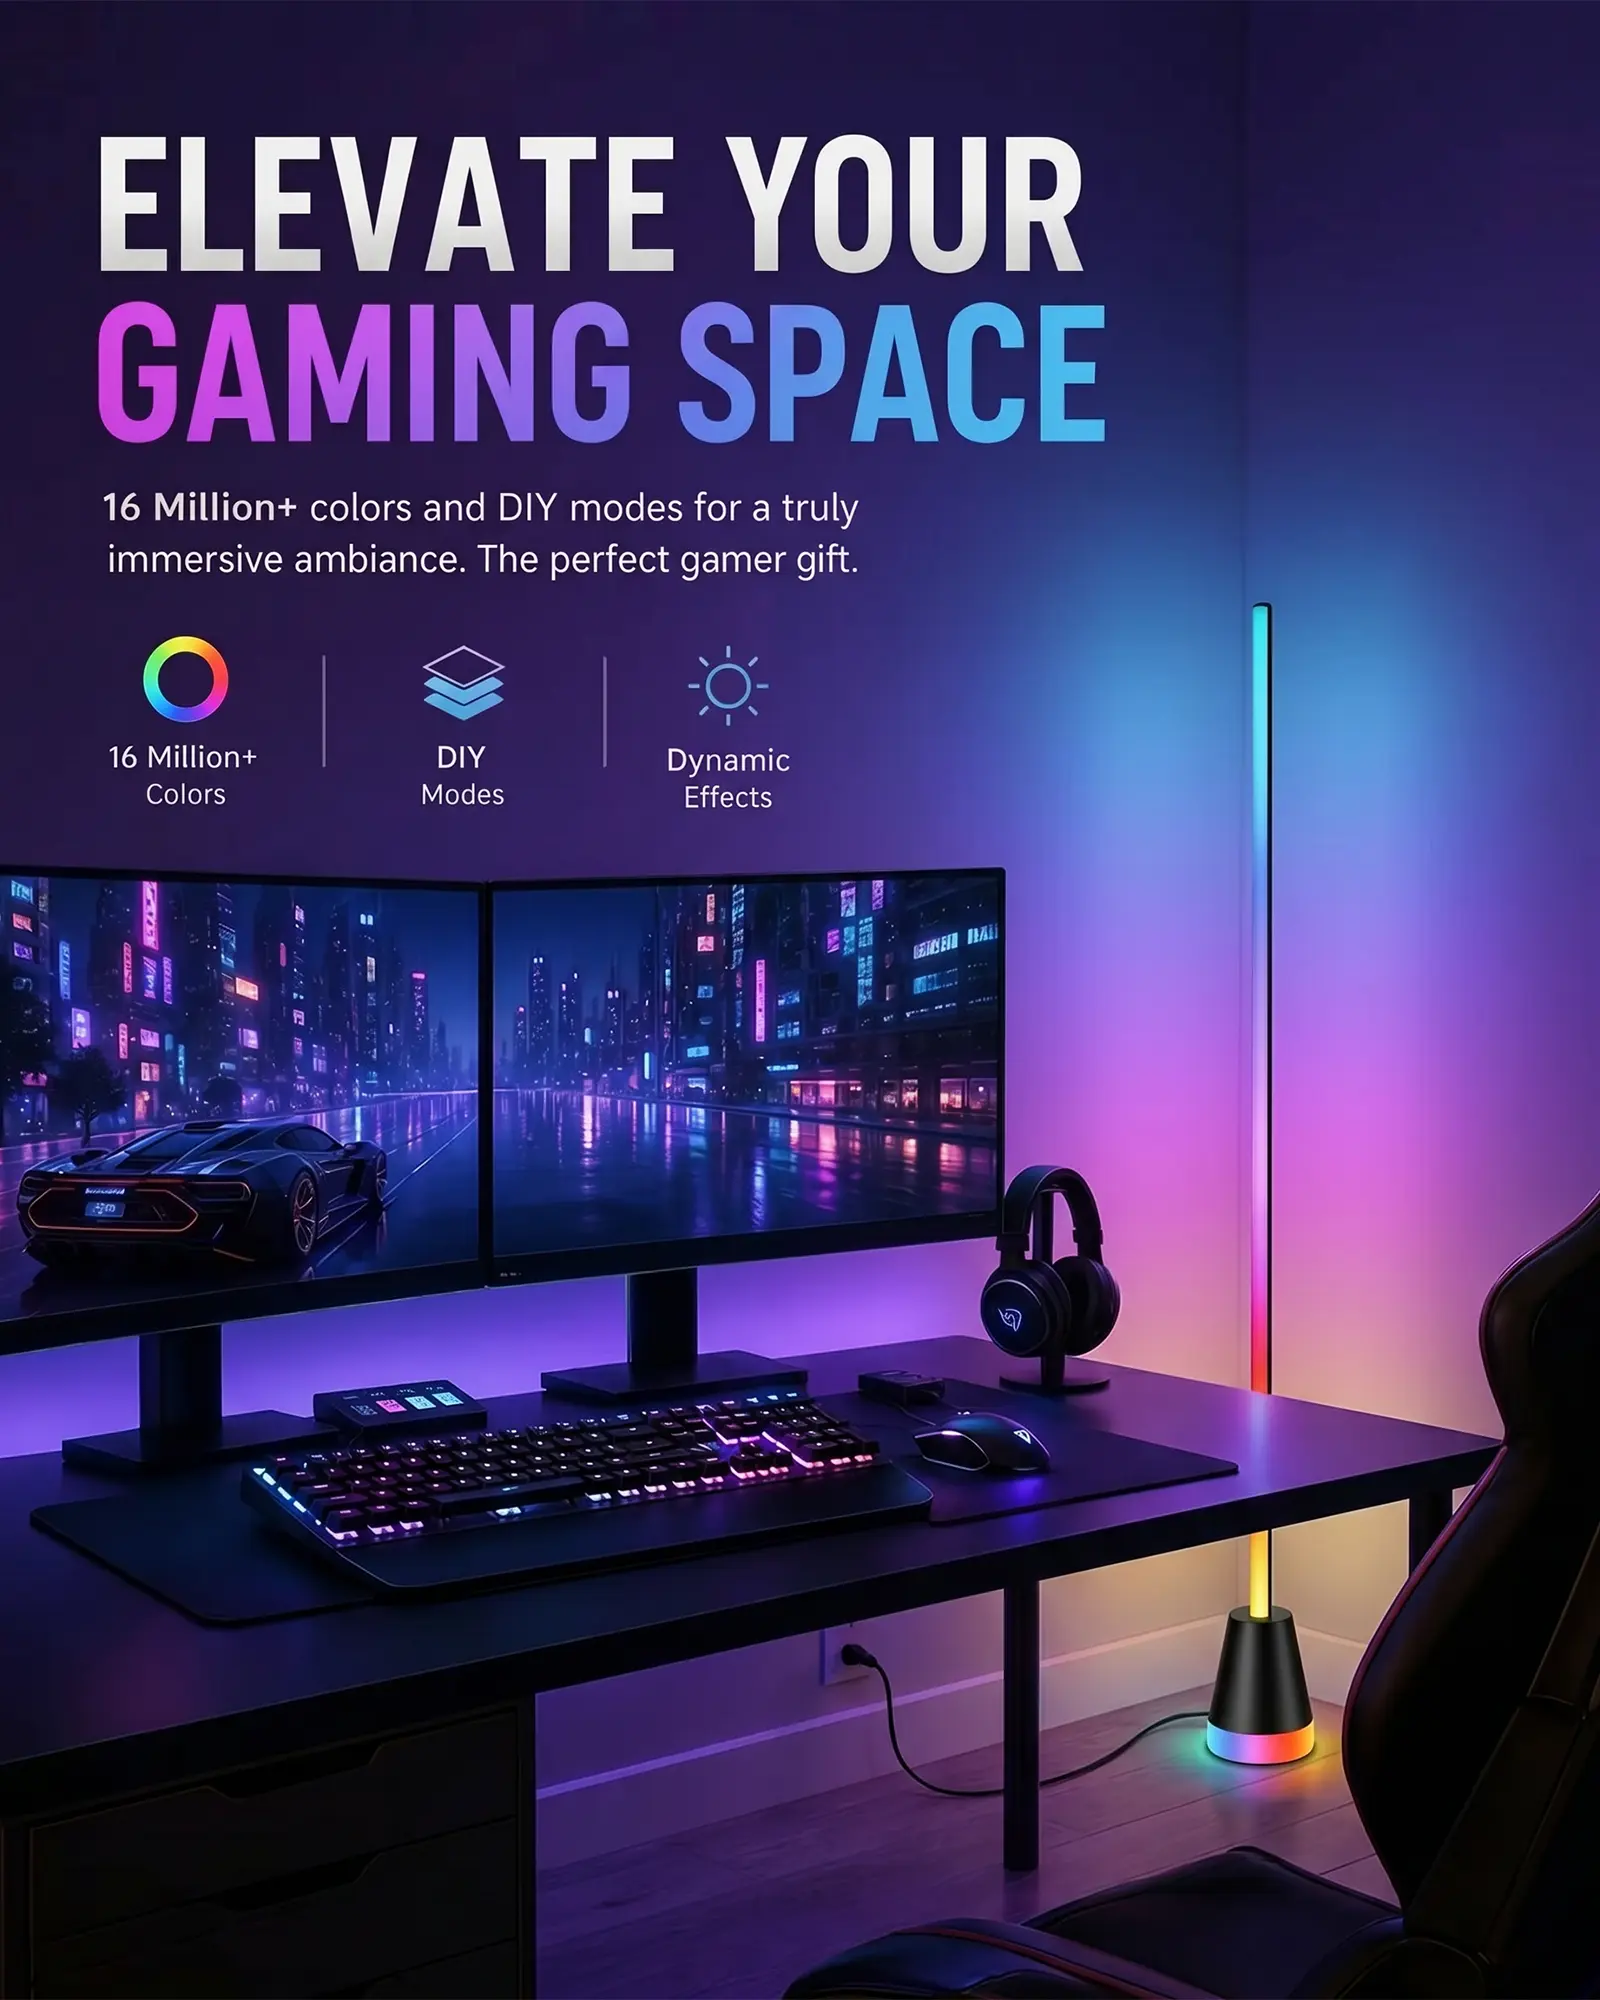 ELEVATE YOUR
GAMING SPACE
16 Million+ colors and DIY modes for a truly
immersive ambiance. The perfect gamer gift.
16 Million+
Colors
DIY
Modes
Dynamic
Effects